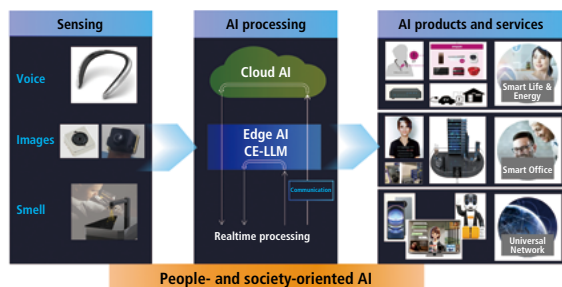 Sensing
Voice
Images
Smell
AI processing
Cloud AI
Edge AI
CE-LLM
Communication
Realtime processing
AI products and services
Smart Life &
Energy
Smart Office
Universal
Network
People- and society-oriented AI